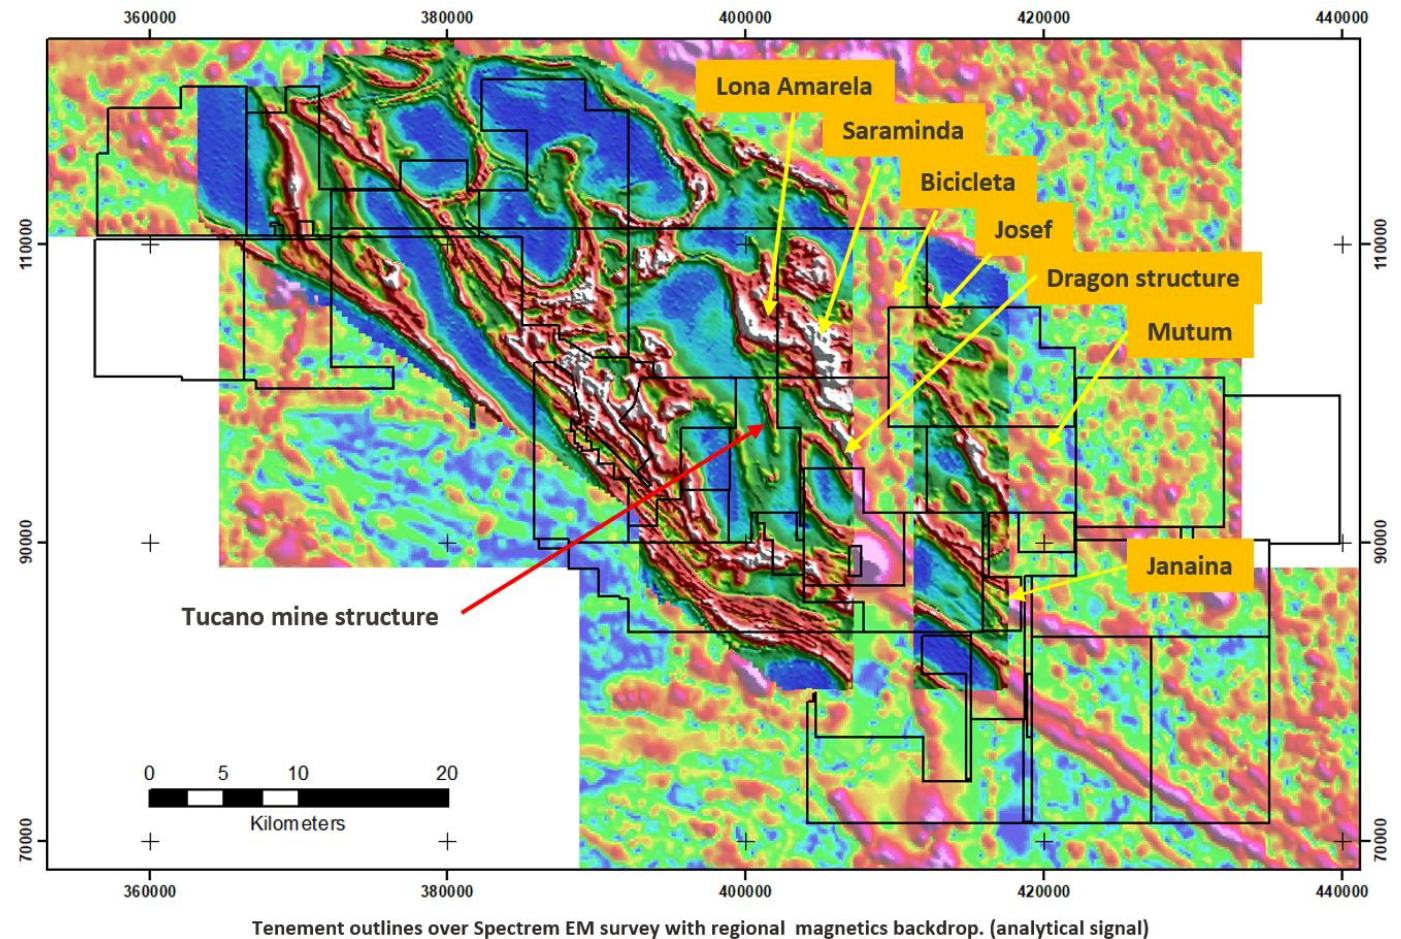 360000 380000 400000 420000 440000
Lona Amarela
Saraminda
Bicicleta
Josef
Dragon structure
Mutum
110000 110000
90000 90000
Janaina
Tucano mine structure
0 5 10 20
Kilometers
70000 70000
360000 380000 400000 420000 440000
Tenement outlines over Spectrem EM survey with regional magnetics backdrop. (analytical signal)